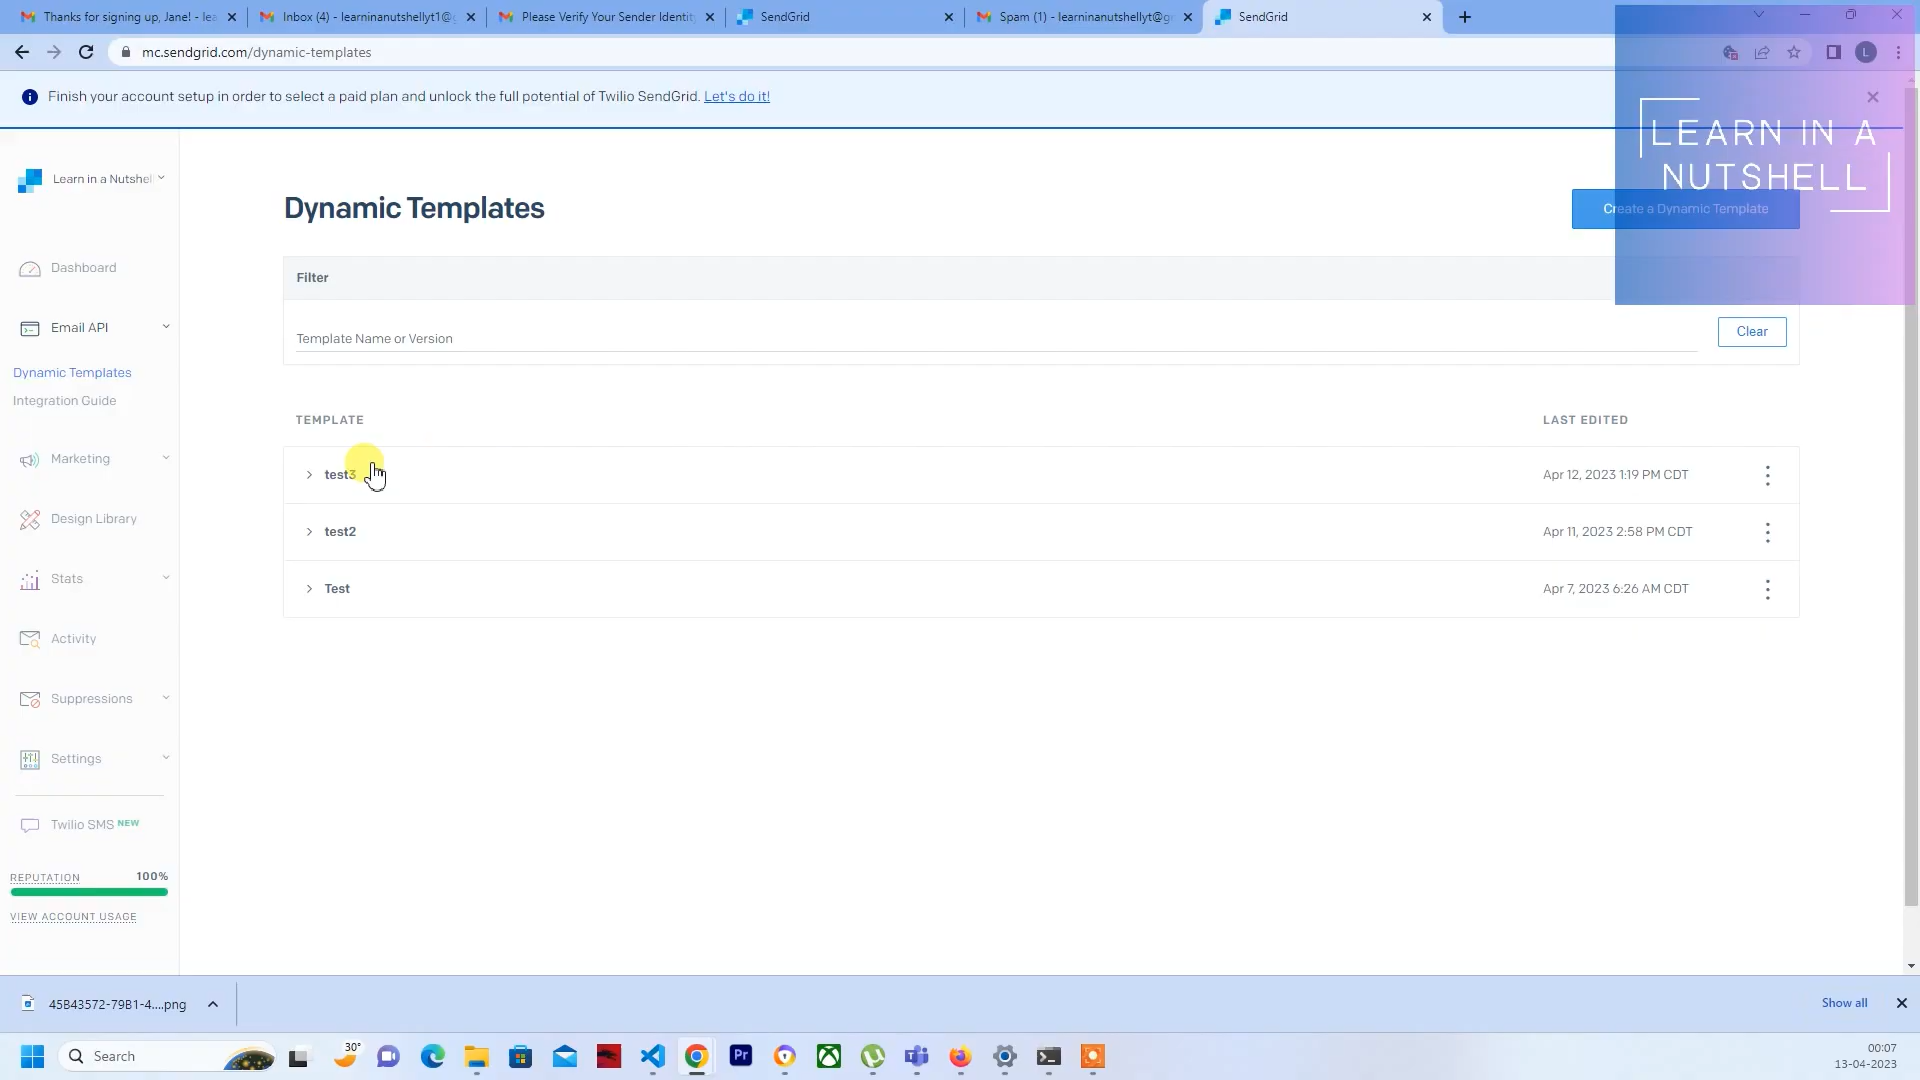 Thanks for signing up, Jane! - lea
Inbox (4) - learninanutshellyt1@g
Please Verify Your Sender Identity
SendGrid
Spam (1) - learninanutshellyt@gm
SendGrid
mc.sendgrid.com/dynamic-templates
L
Finish your account setup in order to select a paid plan and unlock the full potential of Twilio SendGrid. Let's do it!
LEARN IN A
NUTSHELL
Learn in a Nutshell
Dynamic Templates
Create a Dynamic Template
Dashboard
Filter
Email API
Template Name or Version
Clear
Dynamic Templates
Integration Guide
TEMPLATE
LAST EDITED
Marketing
test3
Apr 12, 2023 1:19 PM CDT
Design Library
test2
Apr 11, 2023 2:58 PM CDT
Stats
Test
Apr 7, 2023 6:26 AM CDT
Activity
Suppressions
Settings
Twilio SMS NEW
REPUTATION
100%
VIEW ACCOUNT USAGE
45B43572-79B1-4....png
Show all
Search
30°
Pr
00:07
13-04-2023